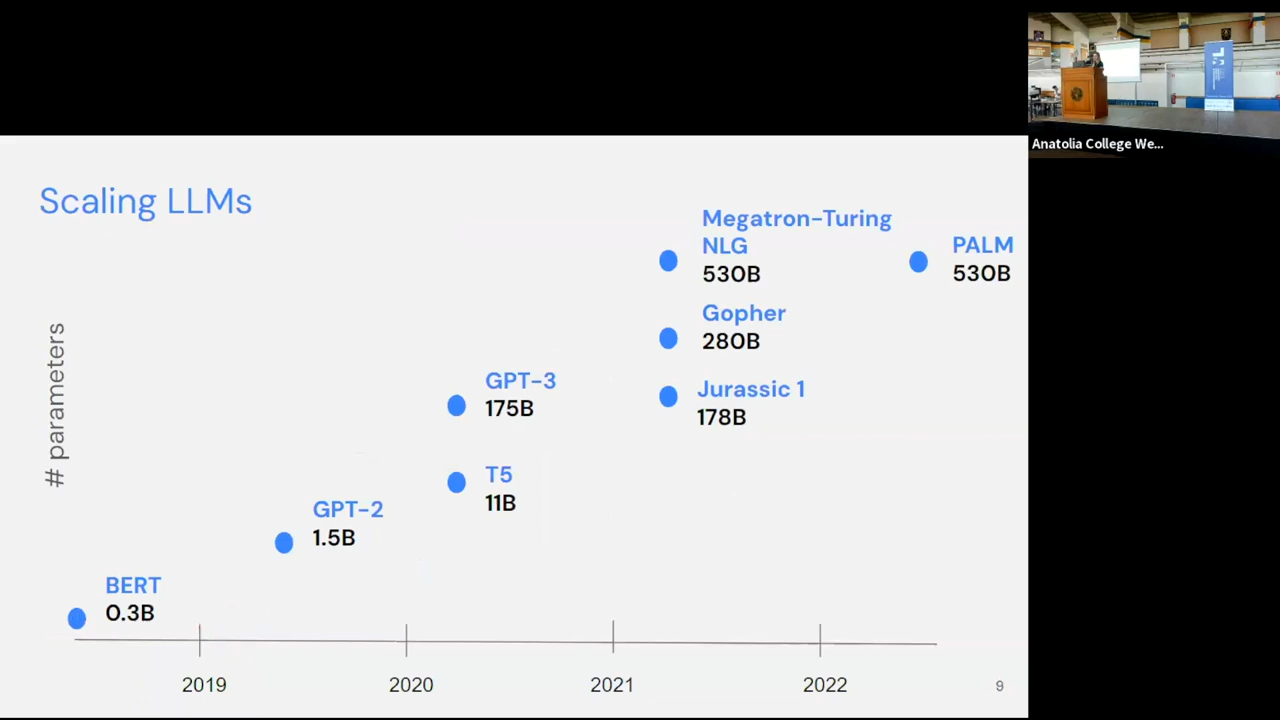 Scaling LLMs
# parameters
Megatron-Turing
NLG
530B
PALM
530B
Gopher
280B
GPT-3
175B
Jurassic 1
178B
T5
11B
GPT-2
1.5B
BERT
0.3B
2019
2020
2021
2022
9
Anatolia College We...